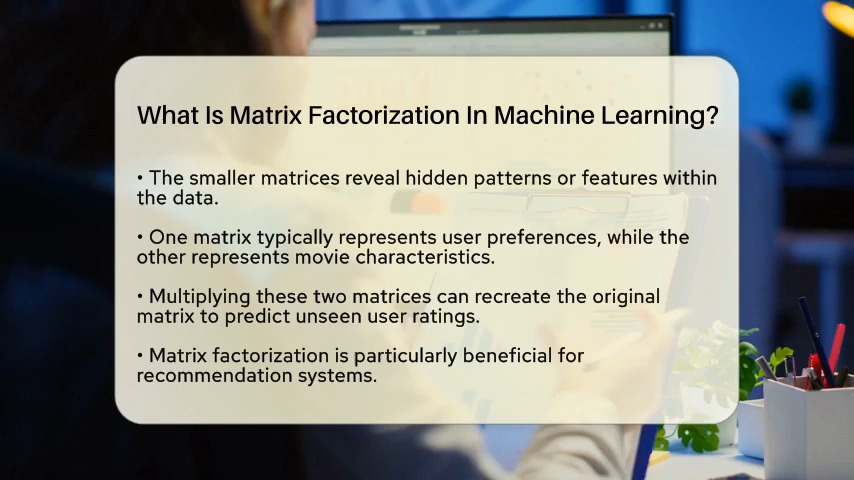 What Is Matrix Factorization In Machine Learning?
• The smaller matrices reveal hidden patterns or features within
the data.
• One matrix typically represents user preferences, while the
other represents movie characteristics.
• Multiplying these two matrices can recreate the original
matrix to predict unseen user ratings.
• Matrix factorization is particularly beneficial for
recommendation systems.